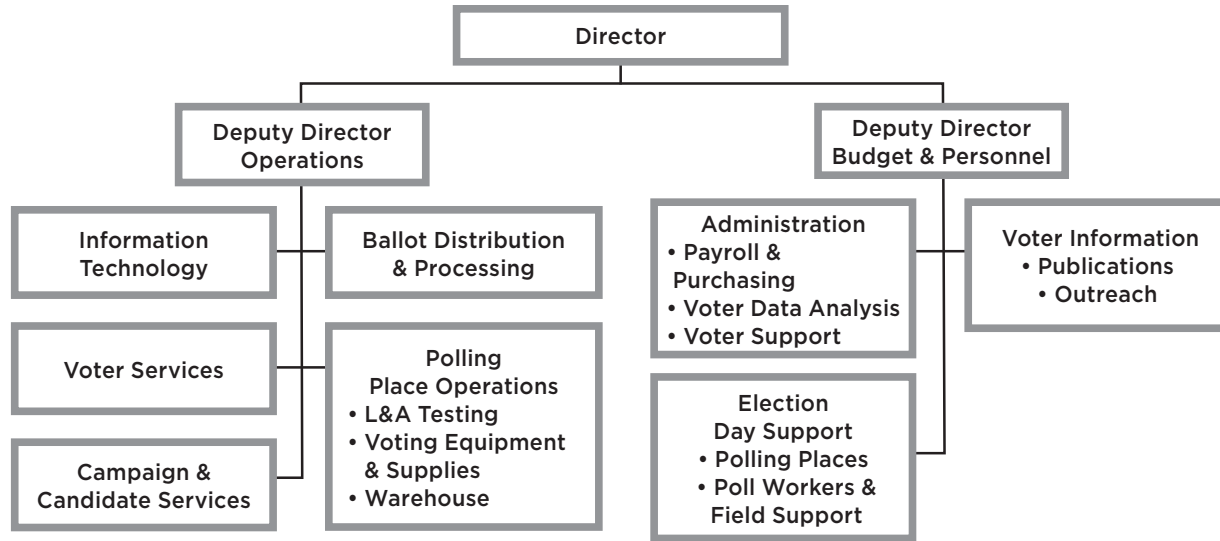 Director
Deputy Director
Operations
Deputy Director
Budget & Personnel
Information
Technology
Ballot Distribution
& Processing
Voter Services
Polling
Place Operations
• L&A Testing
• Voting Equipment
& Supplies
• Warehouse
Campaign &
Candidate Services
Administration
• Payroll &
Purchasing
• Voter Data Analysis
• Voter Support
Voter Information
• Publications
• Outreach
Election
Day Support
• Polling Places
• Poll Workers &
Field Support